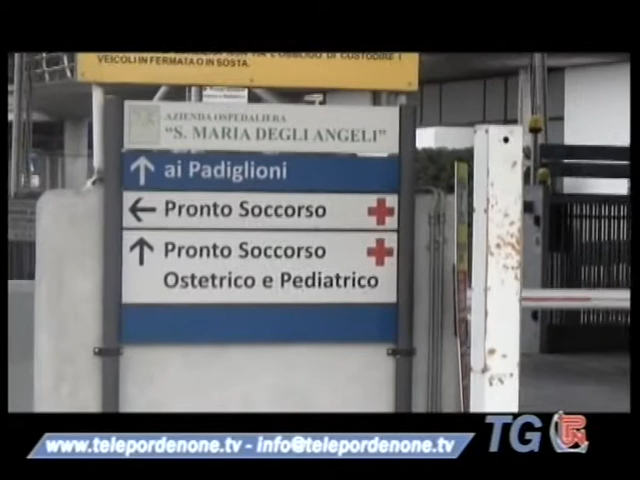 VEICOLI IN FERMATA O IN SOSTA.
AZIENDA OSPEDALIERA
"S. MARIA DEGLI ANGELI"
ai Padiglioni
Pronto Soccorso
Pronto Soccorso
Ostetrico e Pediatrico
www.telepordenone.tv - info@telepordenone.tv
TG PN